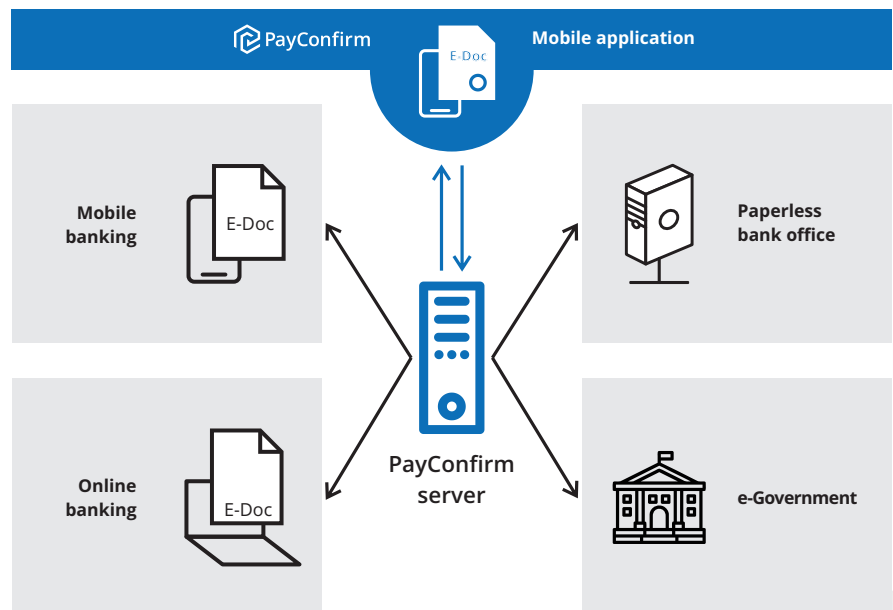 PayConfirm
Mobile application
E-Doc
Mobile
banking
E-Doc
Paperless
bank office
Online
banking
E-Doc
PayConfirm
server
e-Government